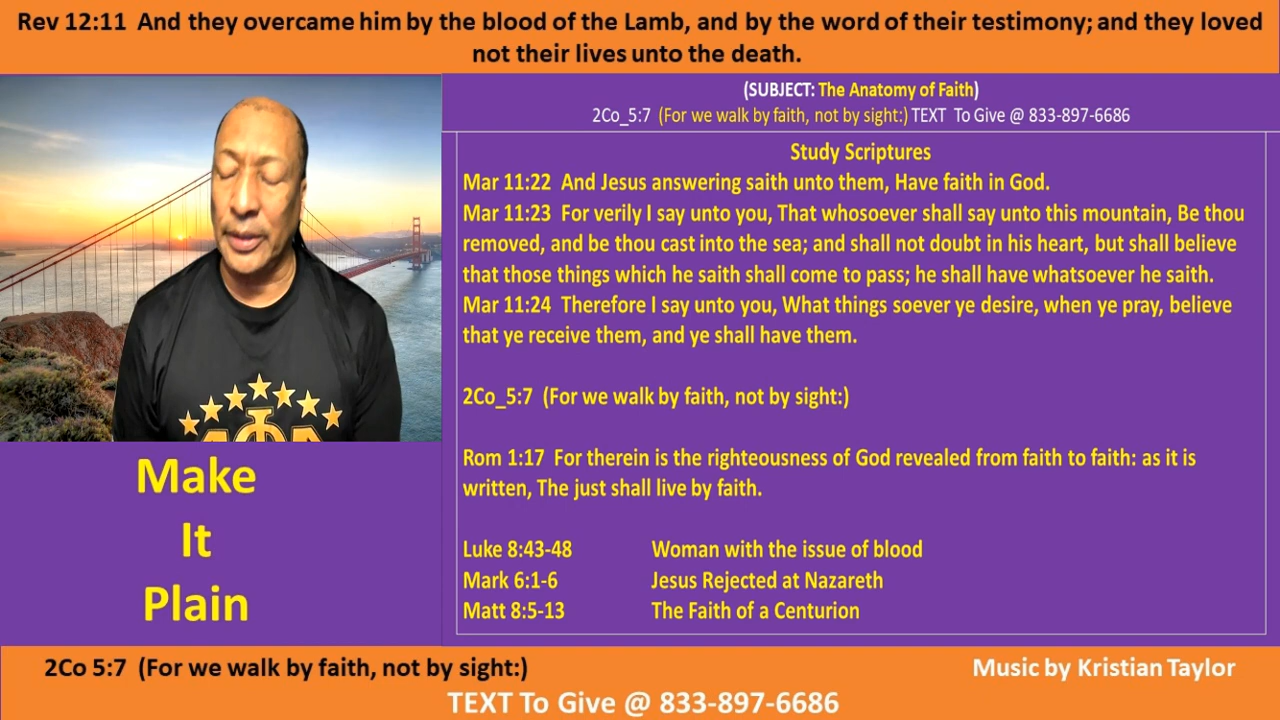 Rev 12:11 And they overcame him by the blood of the Lamb, and by the word of their testimony; and they loved
not their lives unto the death.
(SUBJECT: The Anatomy of Faith)
2Co_5:7 (For we walk by faith, not by sight:) TEXT To Give @ 833-897-6686
Study Scriptures
Mar 11:22 And Jesus answering saith unto them, Have faith in God.
Mar 11:23 For verily I say unto you, That whosoever shall say unto this mountain, Be thou
removed, and be thou cast into the sea; and shall not doubt in his heart, but shall believe
that those things which he saith shall come to pass; he shall have whatsoever he saith.
Mar 11:24 Therefore I say unto you, What things soever ye desire, when ye pray, believe
that ye receive them, and ye shall have them.
2Co_5:7 (For we walk by faith, not by sight:)
Rom 1:17 For therein is the righteousness of God revealed from faith to faith: as it is
written, The just shall live by faith.
Luke 8:43-48 Woman with the issue of blood
Mark 6:1-6 Jesus Rejected at Nazareth
Matt 8:5-13 The Faith of a Centurion
Make
It
Plain
2Co 5:7 (For we walk by faith, not by sight:)
Music by Kristian Taylor
TEXT To Give @ 833-897-6686